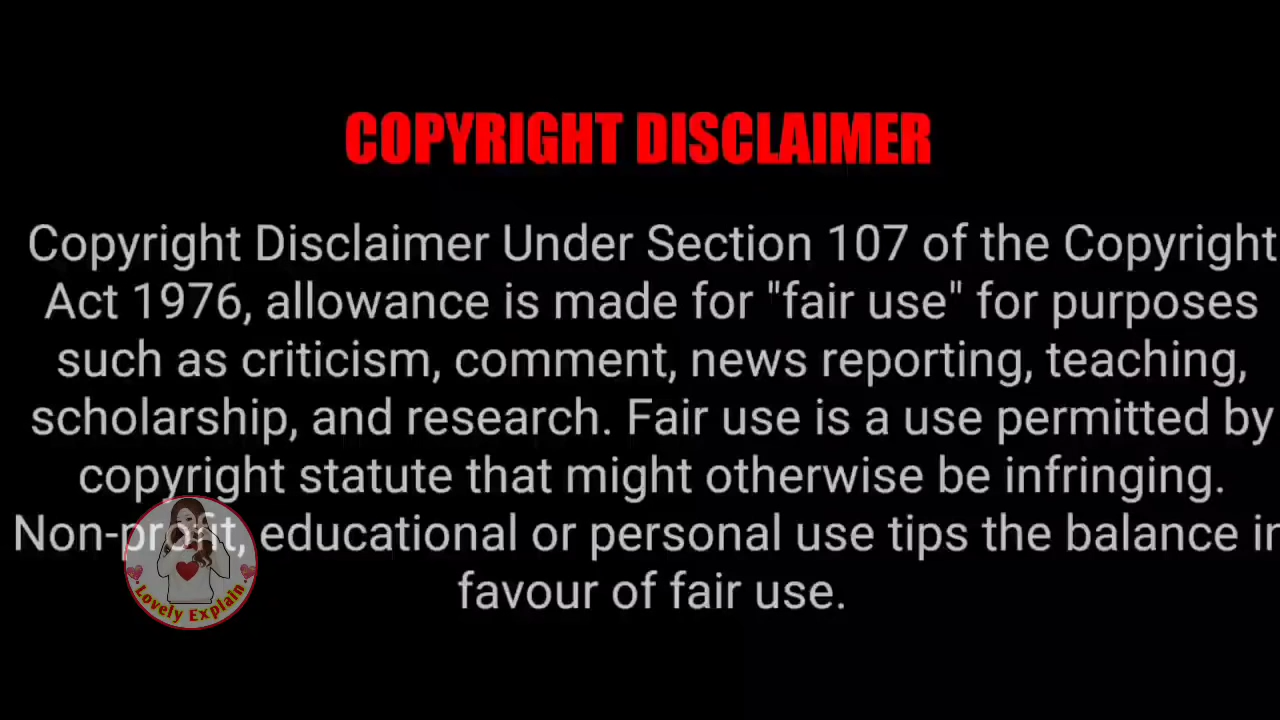 COPYRIGHT DISCLAIMER
Copyright Disclaimer Under Section 107 of the Copyright
Act 1976, allowance is made for "fair use" for purposes
such as criticism, comment, news reporting, teaching,
scholarship, and research. Fair use is a use permitted by
copyright statute that might otherwise be infringing.
Non-profit, educational or personal use tips the balance in
favour of fair use.
Lovely Explain